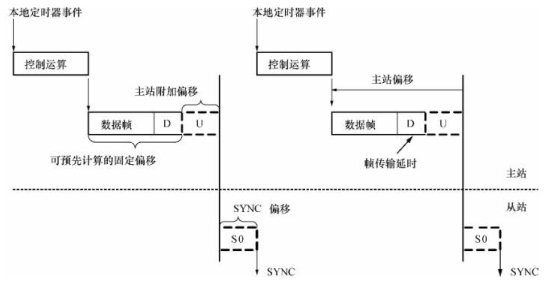 本地定时器事件
本地定时器事件
控制运算
控制运算
主站附加偏移
主站偏移
数据帧 D U
数据帧 D U
可预先计算的固定偏移
帧传输延时
主站
从站
SYNC 偏移
S0
S0
SYNC
SYNC